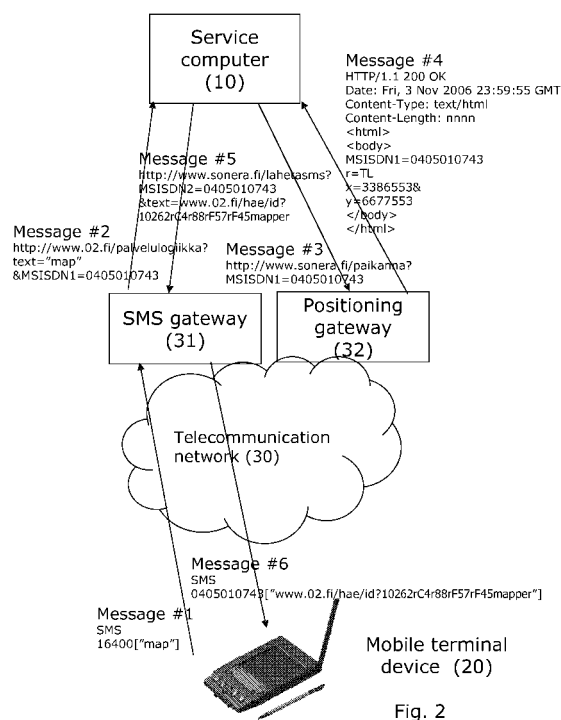 Service
computer
(10)
Message #4
HTTP/1.1 200 OK
Date: Fri, 3 Nov 2006 23:59:55 GMT
Content-Type: text/html
Content-Length: nnnn
<html>
<body>
MSISDN1=0405010743
r=TL
x=3386553&
y=6677553
</body>
</html>
Message #5
http://www.sonera.fi/lahetasms?
MSISDN2=0405010743
&text=www.02.fi/hae/id?
10262rC4r88rF57rF45mapper
Message #2
http://www.02.fi/palvelulogiikka?
text="map"
&MSISDN1=0405010743
Message #3
http://www.sonera.fi/paikanna?
MSISDN1=0405010743
SMS gateway
(31)
Positioning
gateway
(32)
Telecommunication
network (30)
Message #6
SMS
0405010743["www.02.fi/hae/id?10262rC4r88rF57rF45mapper"]
Message #1
SMS
16400["map"]
Mobile terminal
device (20)
Fig. 2